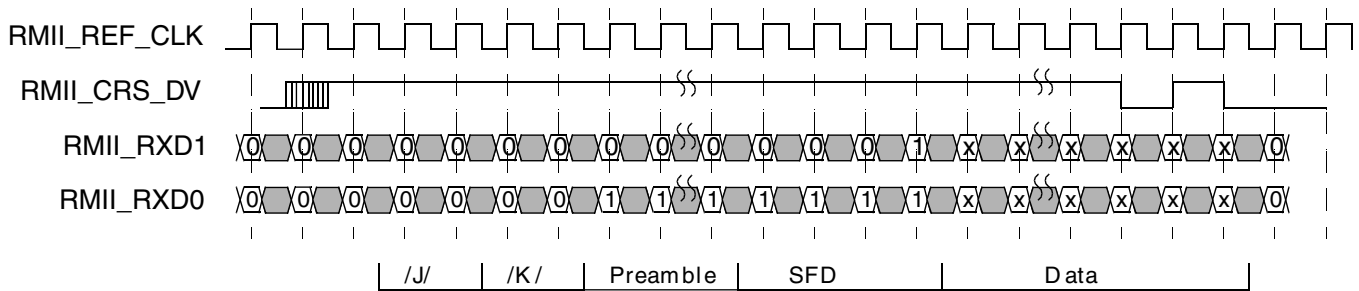 RMII_REF_CLK
RMII_CRS_DV
RMII_RXD1 0 0 0 0 0 0 0 0 0 0 0 0 0 1 x x x x x x 0
RMII_RXD0 0 0 0 0 0 0 0 1 1 1 1 1 1 1 x x x x x x 0
/J/ /K/ Preamble SFD Data